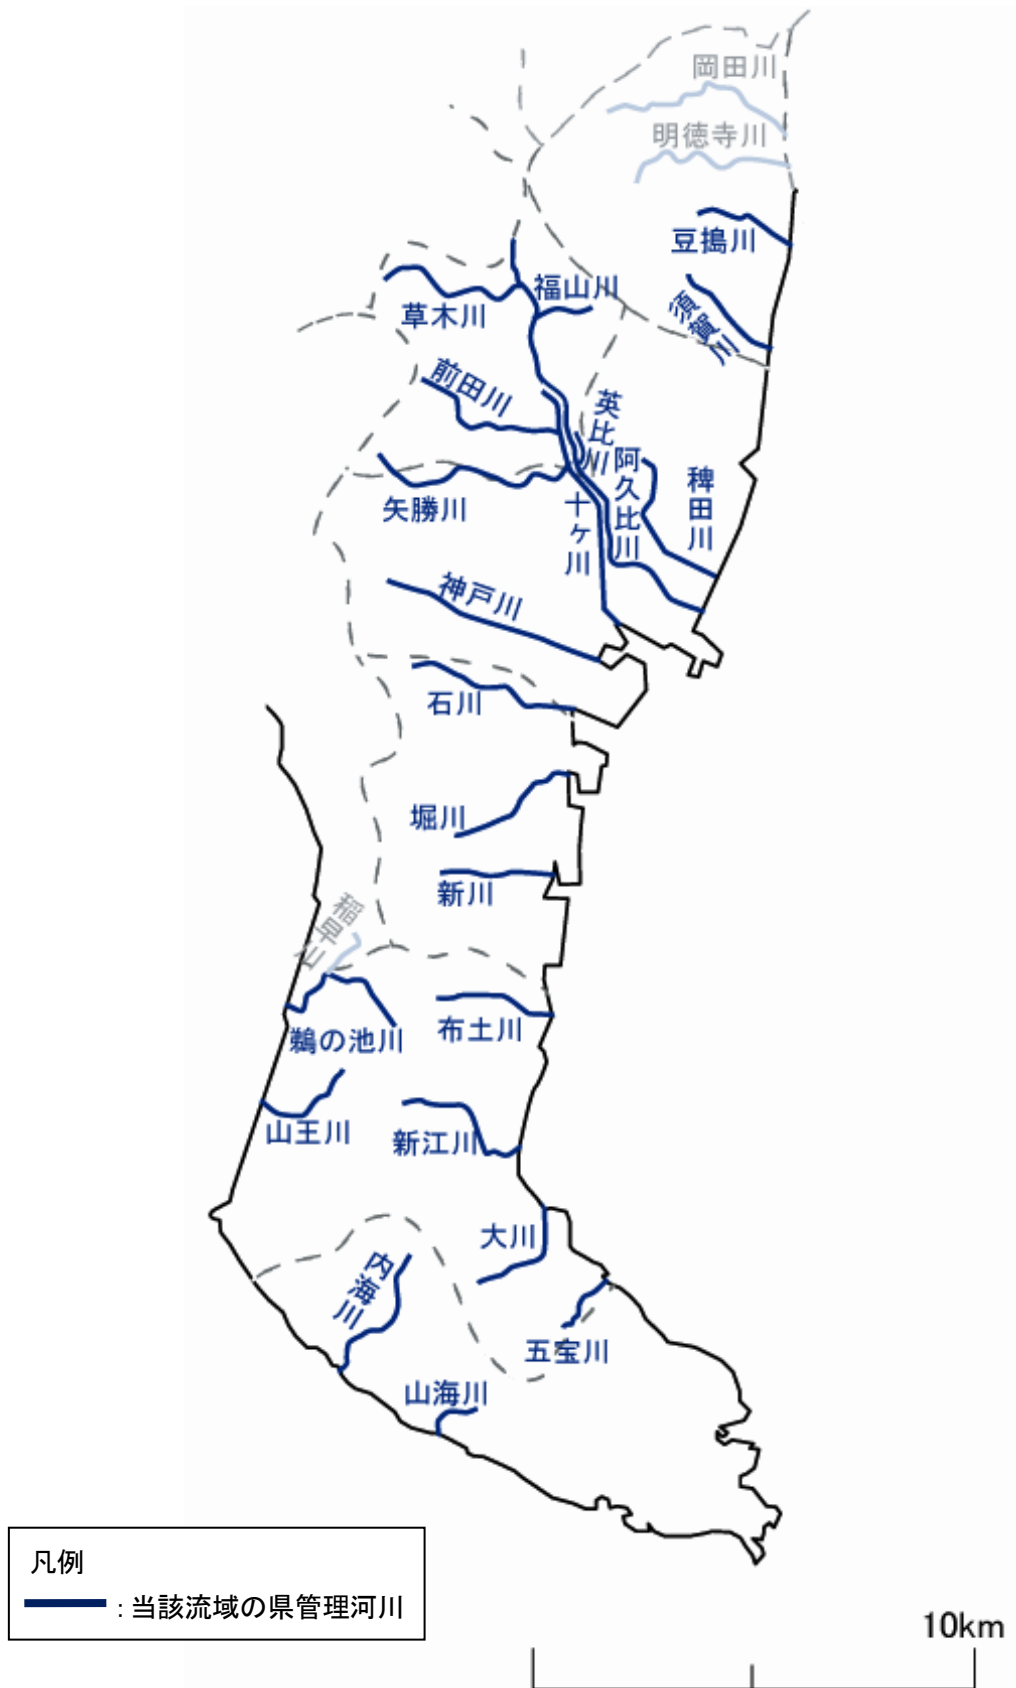 岡田川
明徳寺川
豆搗川
福山川
須賀川
草木川
前田川
英比川
阿久比川
稗田川
矢勝川
十ヶ川
神戸川
石川
堀川
新川
稲早川
鵜の池川
布土川
山王川
新江川
大川
内海川
五宝川
山海川
凡例
：当該流域の県管理河川
10km